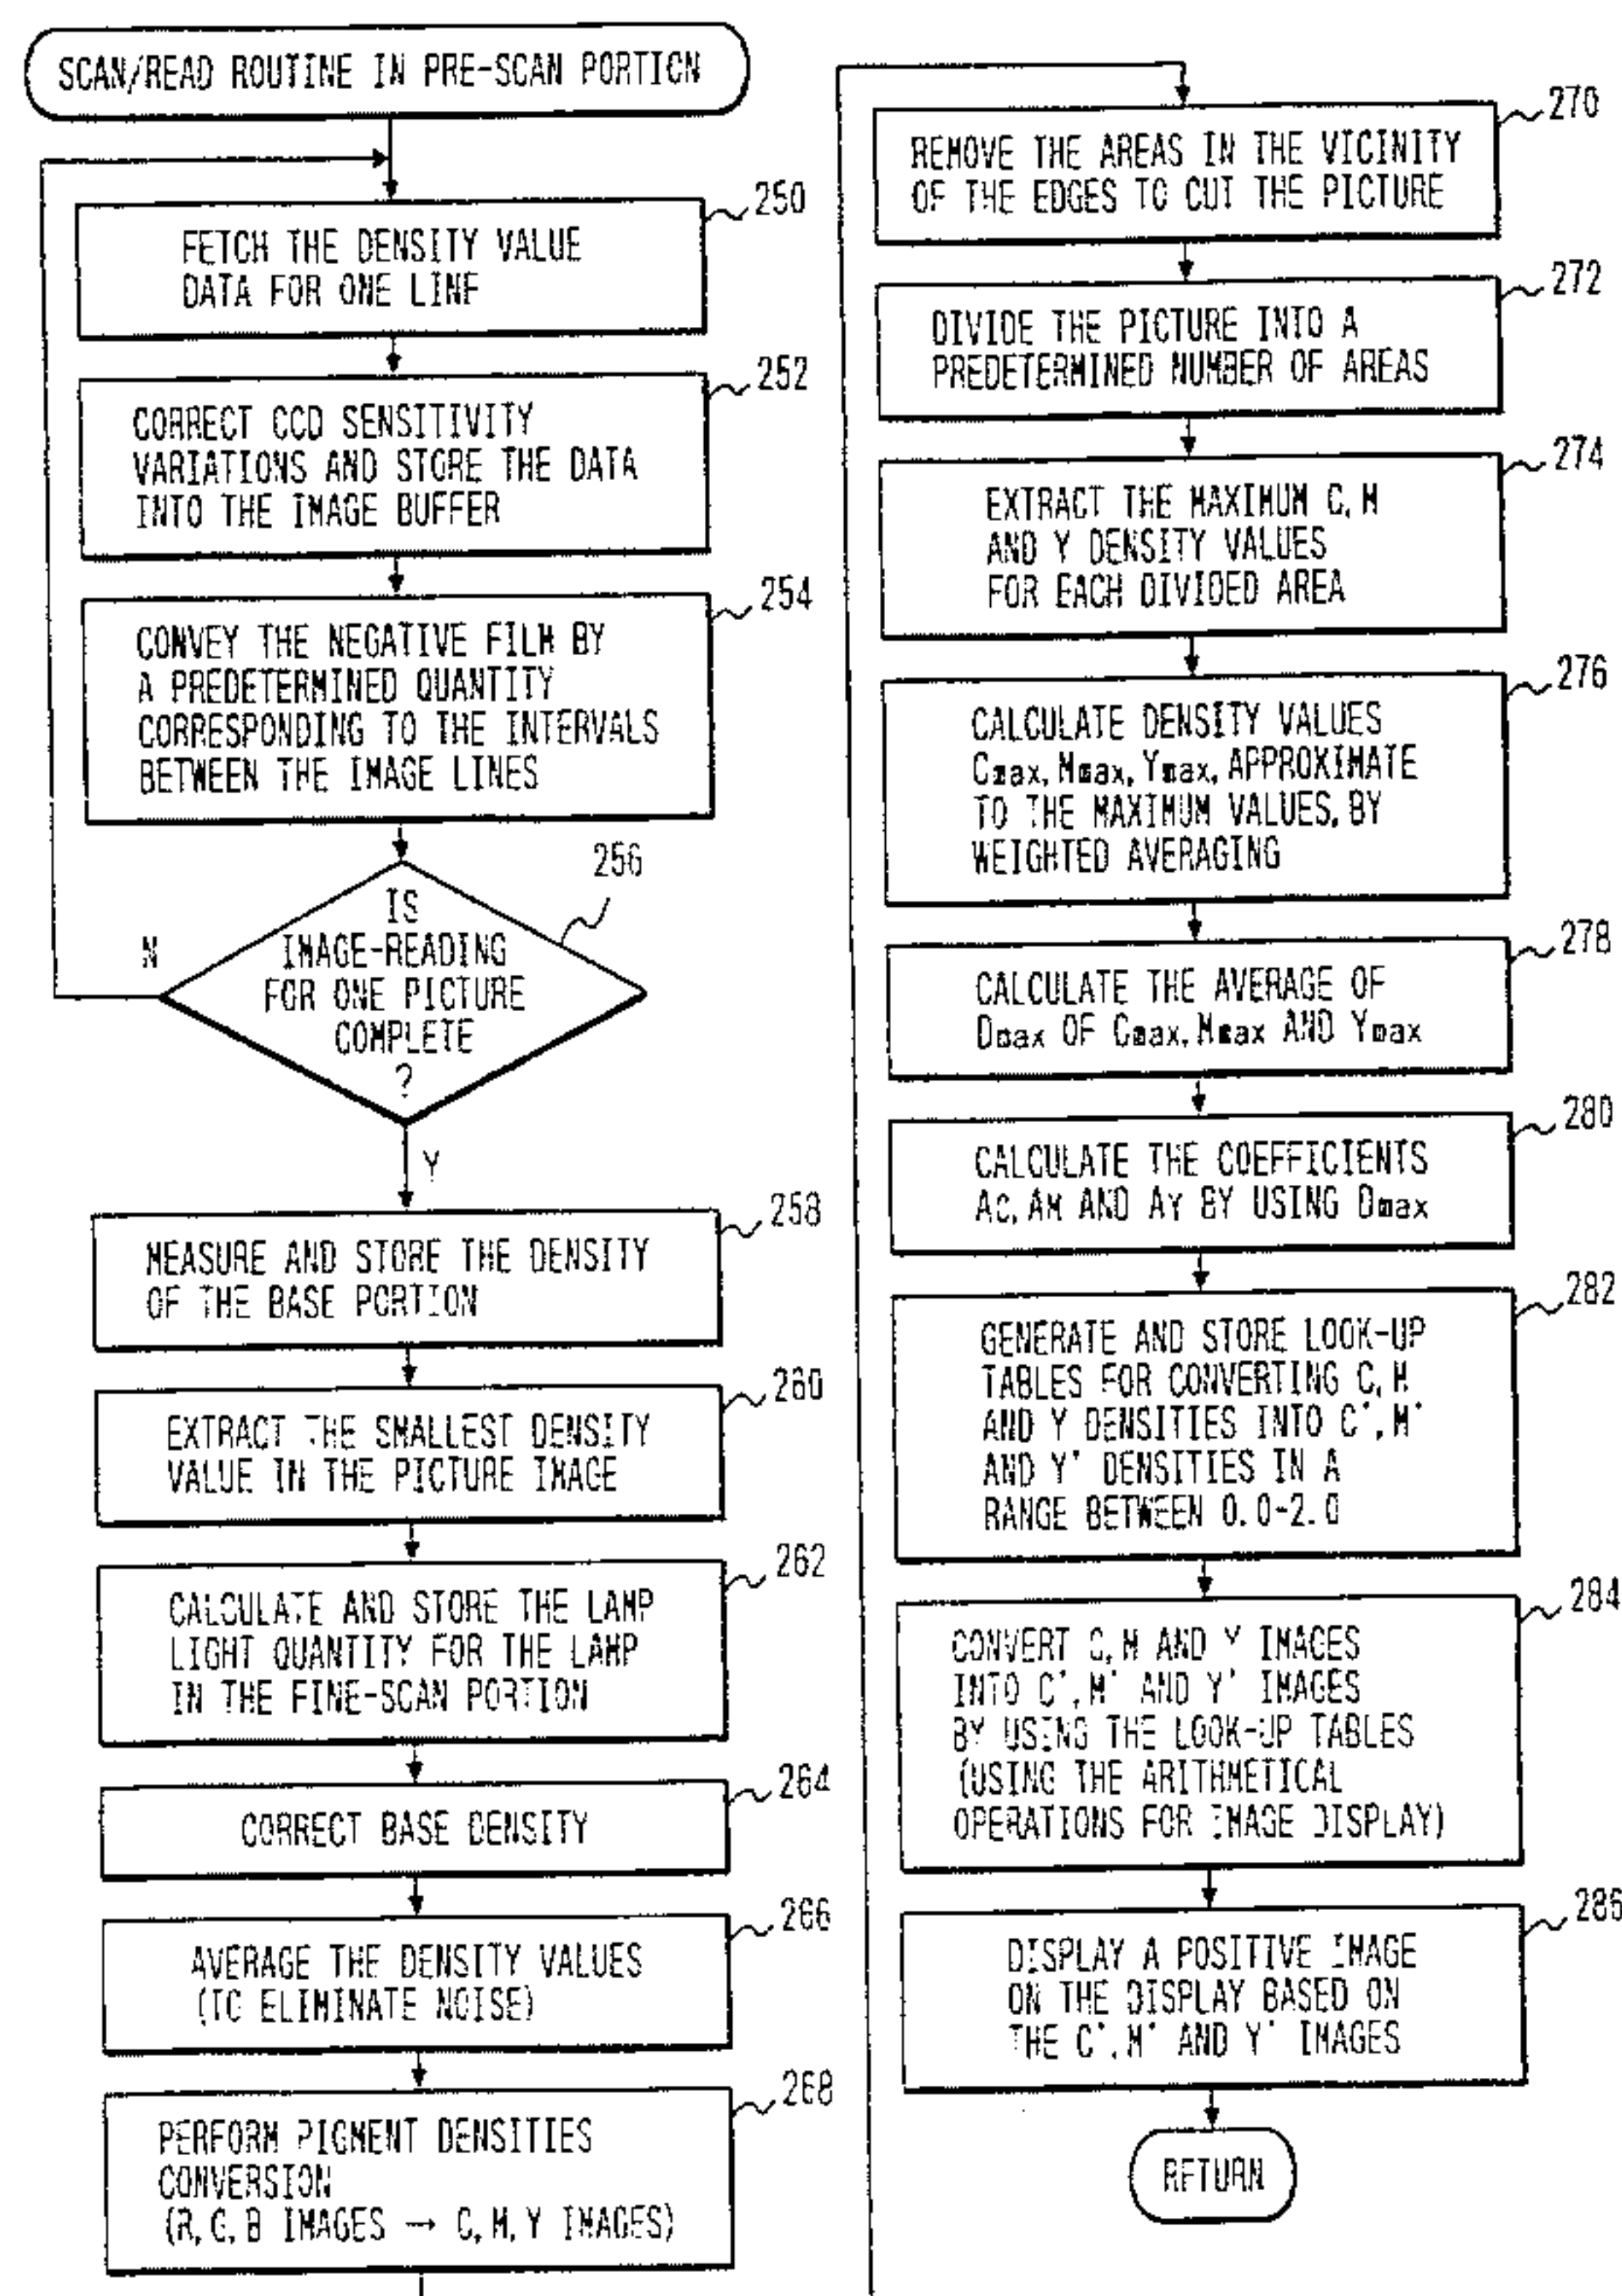 SCAN/READ ROUTINE IN PRE-SCAN PORTION
250
FETCH THE DENSITY VALUE
DATA FOR ONE LINE
252
CORRECT CCD SENSITIVITY
VARIATIONS AND STORE THE DATA
INTO THE IMAGE BUFFER
254
CONVEY THE NEGATIVE FILM BY
A PREDETERMINED QUANTITY
CORRESPONDING TO THE INTERVALS
BETWEEN THE IMAGE LINES
256
IS
IMAGE-READING
FOR ONE PICTURE
COMPLETE
?
N
Y
258
MEASURE AND STORE THE DENSITY
OF THE BASE PORTION
260
EXTRACT THE SMALLEST DENSITY
VALUE IN THE PICTURE IMAGE
262
CALCULATE AND STORE THE LAMP
LIGHT QUANTITY FOR THE LAMP
IN THE FINE-SCAN PORTION
264
CORRECT BASE DENSITY
266
AVERAGE THE DENSITY VALUES
(TO ELIMINATE NOISE)
268
PERFORM PIGMENT DENSITIES
CONVERSION
(R, G, B IMAGES → C, M, Y IMAGES)
270
REMOVE THE AREAS IN THE VICINITY
OF THE EDGES TO CUT THE PICTURE
272
DIVIDE THE PICTURE INTO A
PREDETERMINED NUMBER OF AREAS
274
EXTRACT THE MAXIMUM C, M
AND Y DENSITY VALUES
FOR EACH DIVIDED AREA
276
CALCULATE DENSITY VALUES
Cmax, Mmax, Ymax, APPROXIMATE
TO THE MAXIMUM VALUES, BY
WEIGHTED AVERAGING
278
CALCULATE THE AVERAGE OF
Dmax OF Cmax, Mmax AND Ymax
280
CALCULATE THE COEFFICIENTS
AC, AM AND AY BY USING Dmax
282
GENERATE AND STORE LOOK-UP
TABLES FOR CONVERTING C, M
AND Y DENSITIES INTO C', M'
AND Y' DENSITIES IN A
RANGE BETWEEN 0.0-2.0
284
CONVERT C, M AND Y IMAGES
INTO C', M' AND Y' IMAGES
BY USING THE LOOK-UP TABLES
(USING THE ARITHMETICAL
OPERATIONS FOR IMAGE DISPLAY)
286
DISPLAY A POSITIVE IMAGE
ON THE DISPLAY BASED ON
THE C', M' AND Y' IMAGES
RETURN